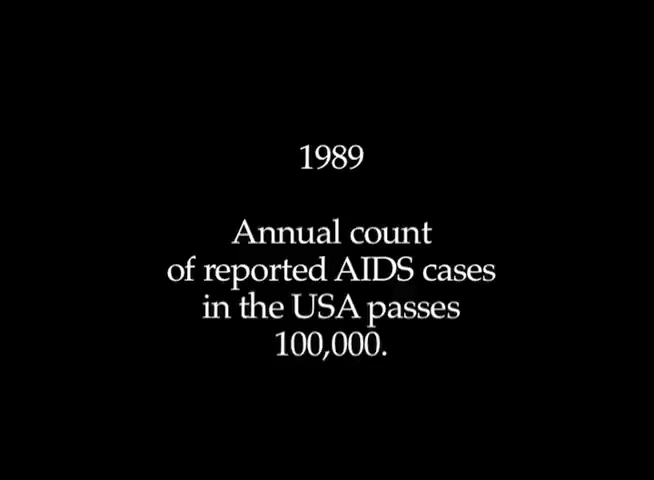 1989
Annual count
of reported AIDS cases
in the USA passes
100,000.